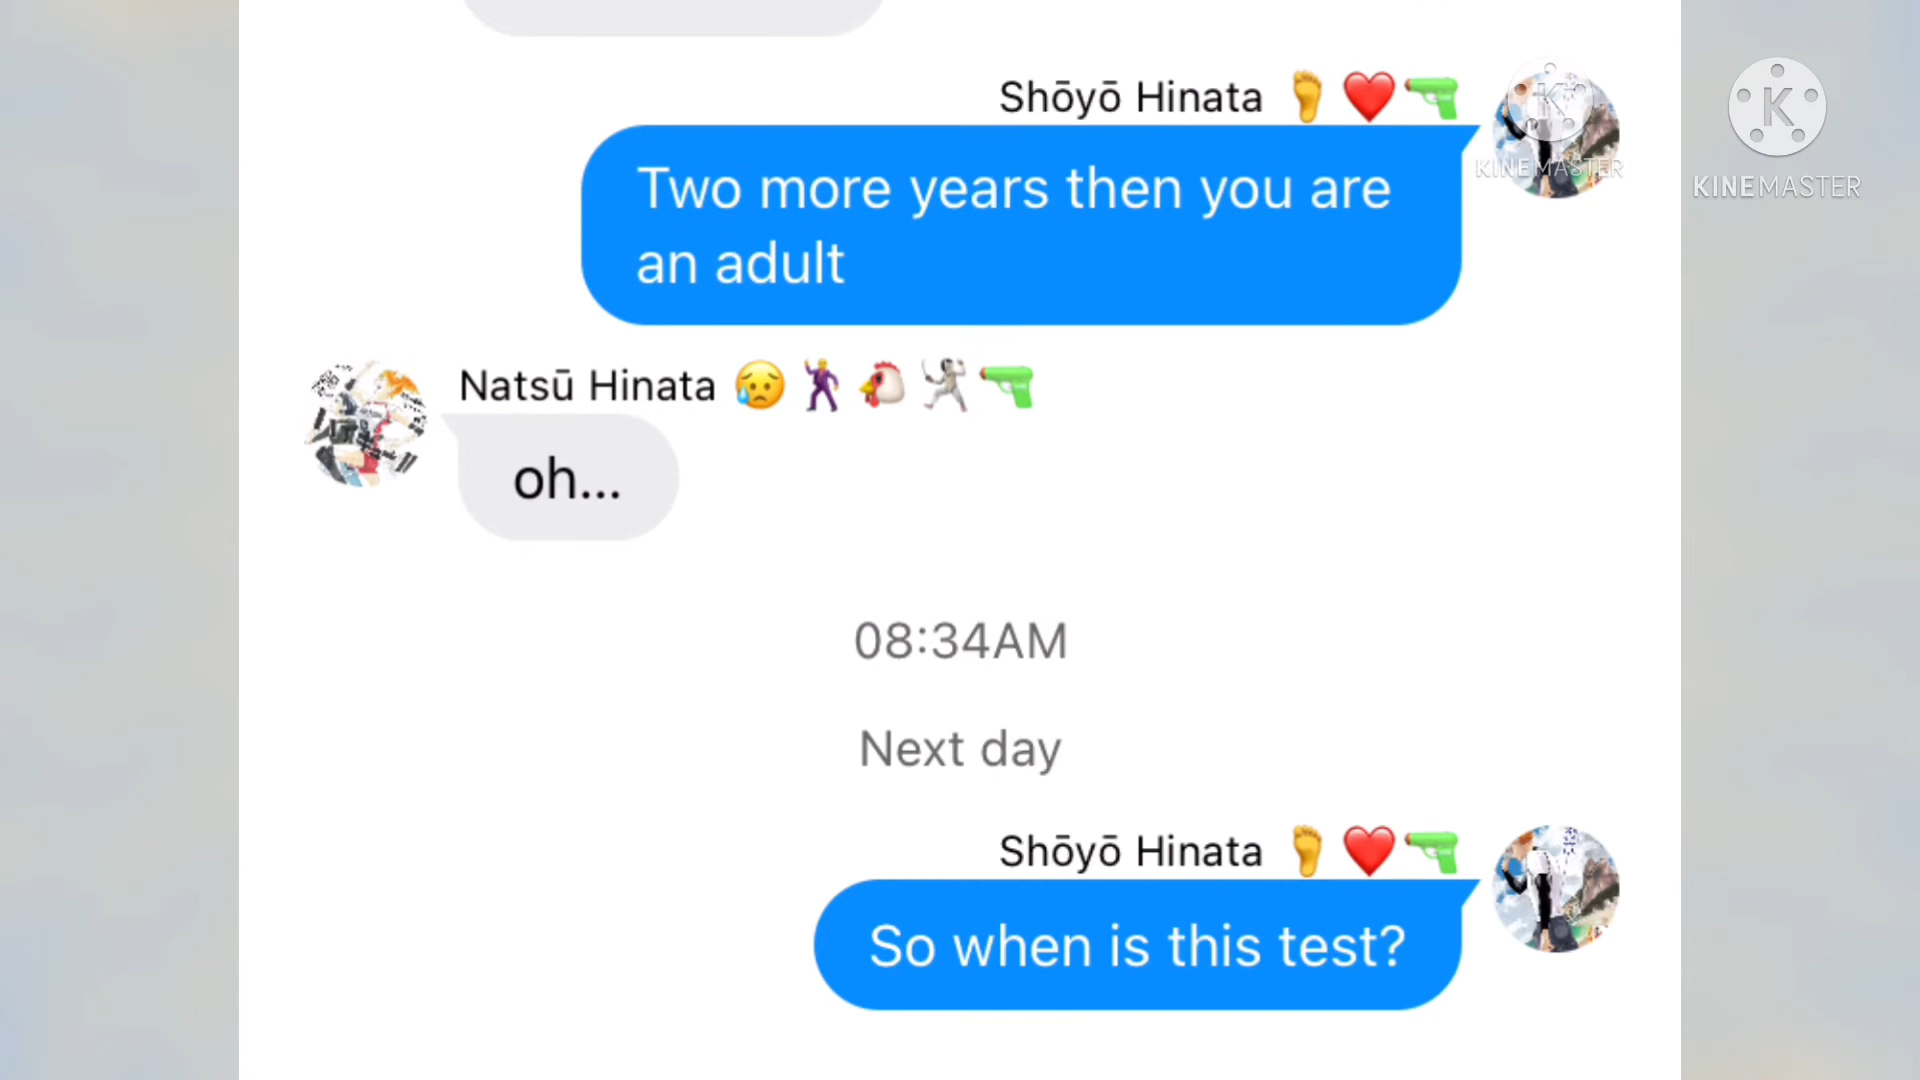 Shōyō Hinata 🦶❤️🔫
KINEMASTER
KINEMASTER
Two more years then you are
an adult
Natsū Hinata 😥🕺🐔🤺🔫
oh...
08:34AM
Next day
Shōyō Hinata 🦶❤️🔫
So when is this test?